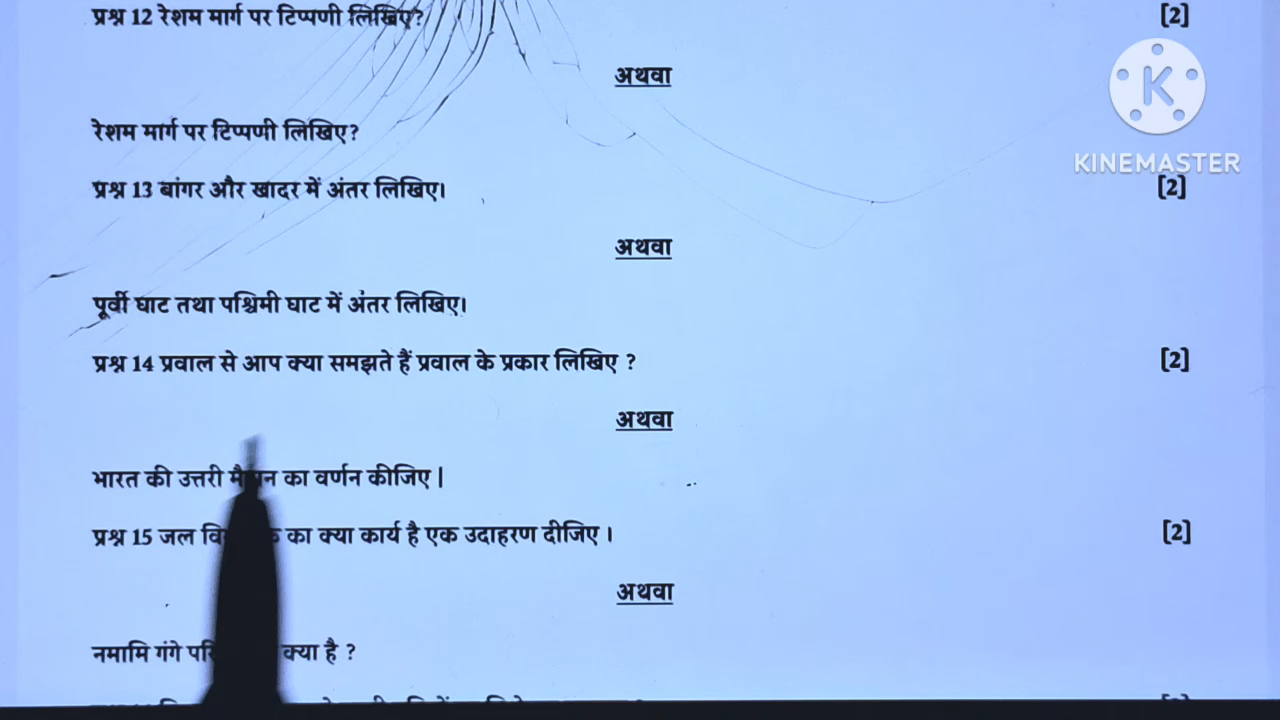 प्रश्न 12 रेशम मार्ग पर टिप्पणी लिखिए? [2]
अथवा
K
KINEMASTER
रेशम मार्ग पर टिप्पणी लिखिए?
प्रश्न 13 बांगर और खादर में अंतर लिखिए। [2]
अथवा
पूर्वी घाट तथा पश्चिमी घाट में अंतर लिखिए।
प्रश्न 14 प्रवाल से आप क्या समझते हैं प्रवाल के प्रकार लिखिए ? [2]
अथवा
भारत की उत्तरी का वर्णन कीजिए |
प्रश्न 15 जल का क्या कार्य है एक उदाहरण दीजिए । [2]
अथवा
नमामि गंगे क्या है ?